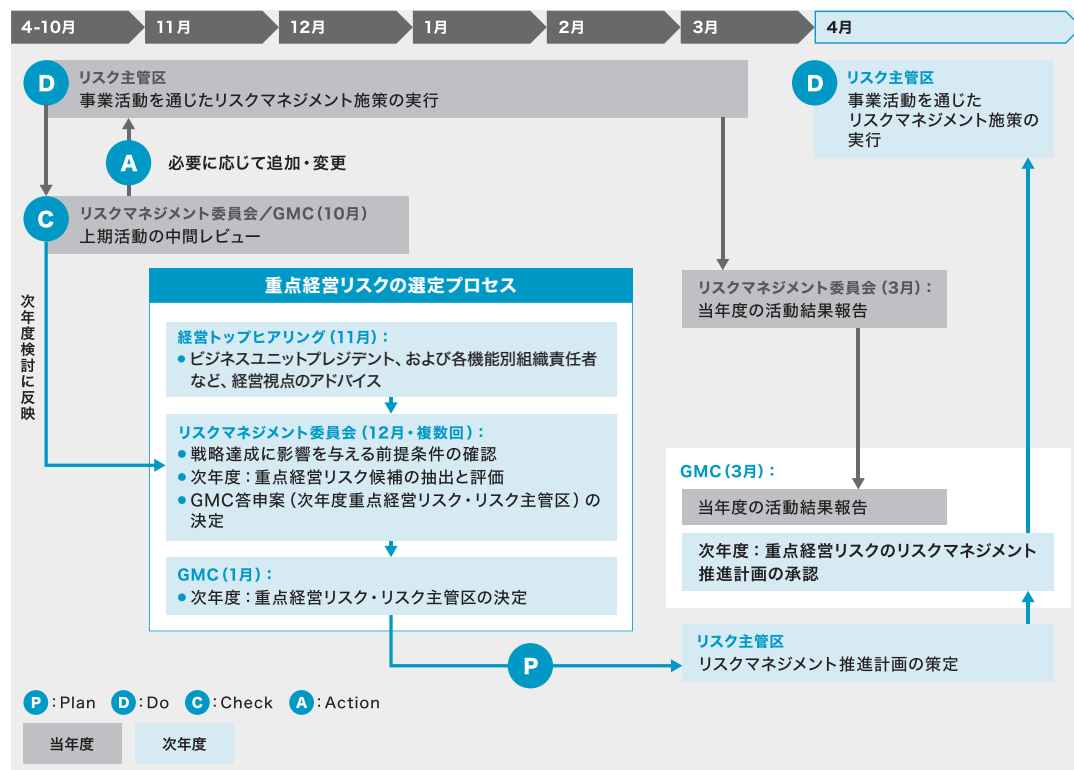 4-10月
11月
12月
1月
2月
3月
4月
D
リスク主管区
事業活動を通じたリスクマネジメント施策の実行
A
必要に応じて追加・変更
C
リスクマネジメント委員会／GMC（10月）
上期活動の中間レビュー
次年度検討に反映
重点経営リスクの選定プロセス
経営トップヒアリング（11月）：
●ビジネスユニットプレジデント、および各機能別組織責任者
など、経営視点のアドバイス
リスクマネジメント委員会（12月・複数回）：
●戦略達成に影響を与える前提条件の確認
●次年度：重点経営リスク候補の抽出と評価
●GMC答申案（次年度重点経営リスク・リスク主管区）の
決定
GMC（1月）：
●次年度：重点経営リスク・リスク主管区の決定
P
D
リスク主管区
事業活動を通じた
リスクマネジメント施策の
実行
リスクマネジメント委員会（3月）：
当年度の活動結果報告
GMC（3月）：
当年度の活動結果報告
次年度：重点経営リスクのリスクマネジメント
推進計画の承認
リスク主管区
リスクマネジメント推進計画の策定
P：Plan D：Do C：Check A：Action
当年度 次年度